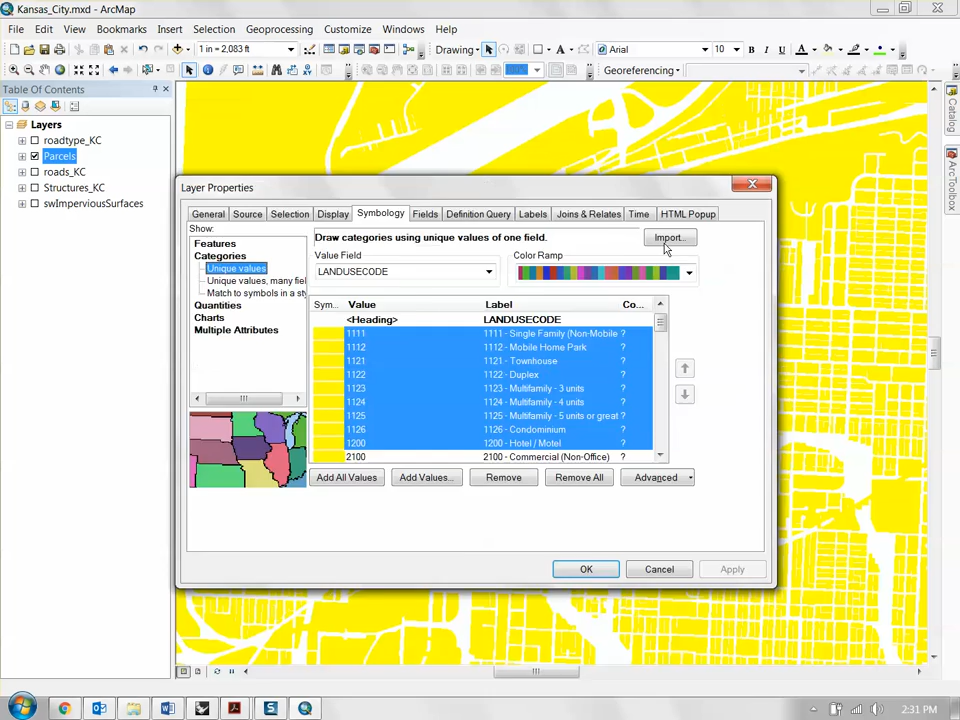 Kansas_City.mxd - ArcMap
File Edit View Bookmarks Insert Selection Geoprocessing Customize Windows Help
1 in = 2,083 ft Drawing Arial 10 B I U A
Georeferencing
Table Of Contents
Layers
roadtype_KC
Parcels
roads_KC
Structures_KC
swImperviousSurfaces
Catalog
ArcToolbox
Layer Properties
General Source Selection Display Symbology Fields Definition Query Labels Joins & Relates Time HTML Popup
Show:
Features
Categories
Unique values
Unique values, many fiel
Match to symbols in a sty
Quantities
Charts
Multiple Attributes
Draw categories using unique values of one field.
Import...
Value Field
LANDUSECODE
Color Ramp
Sym... Value Label Co...
<Heading> LANDUSECODE
1111 1111 - Single Family (Non-Mobile ?
1112 1112 - Mobile Home Park ?
1121 1121 - Townhouse ?
1122 1122 - Duplex ?
1123 1123 - Multifamily - 3 units ?
1124 1124 - Multifamily - 4 units ?
1125 1125 - Multifamily - 5 units or great ?
1126 1126 - Condominium ?
1200 1200 - Hotel / Motel ?
2100 2100 - Commercial (Non-Office) ?
Add All Values Add Values... Remove Remove All Advanced
OK Cancel Apply
2:31 PM